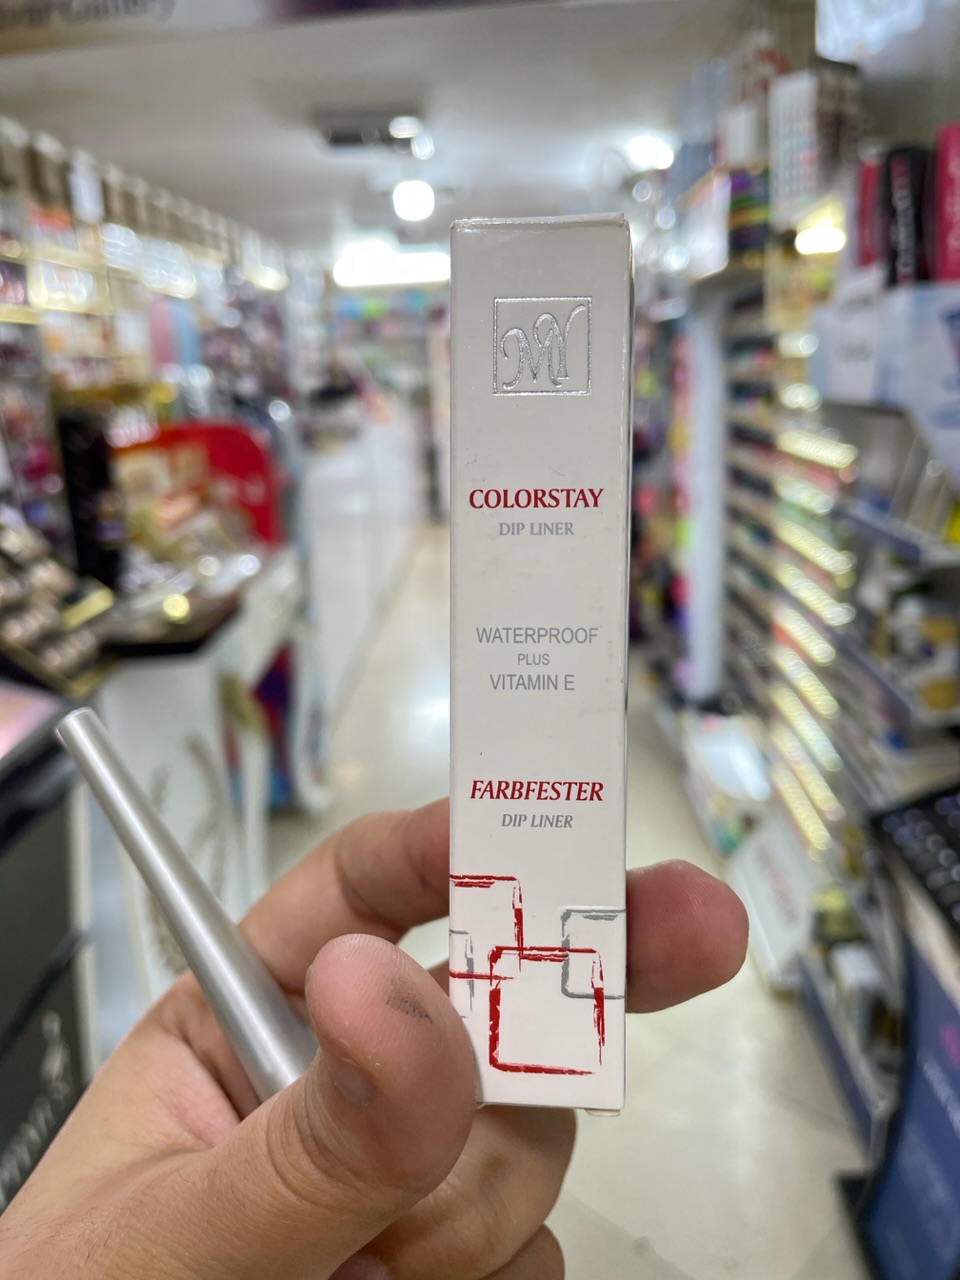 MY
COLORSTAY
DIP LINER
WATERPROOF
PLUS
VITAMIN E
FARBFESTER
DIP LINER